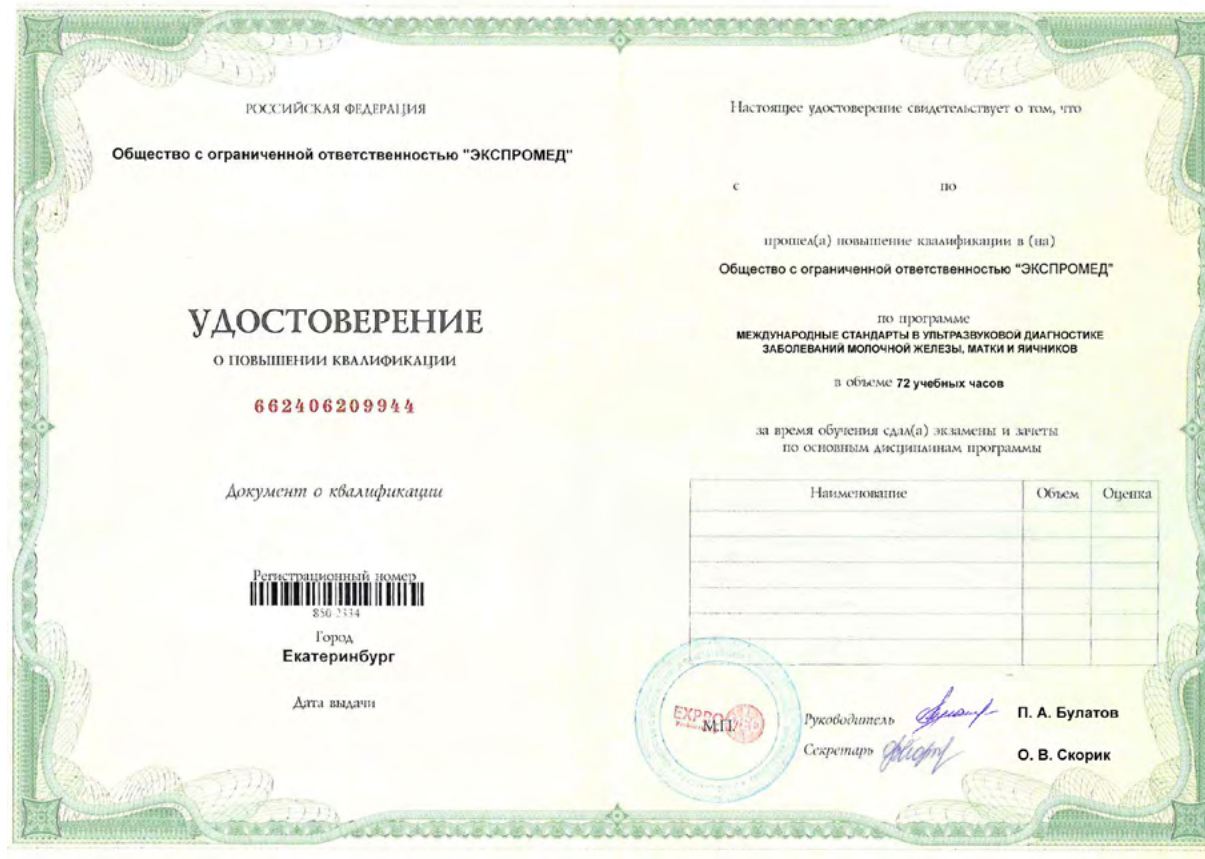 РОССИЙСКАЯ ФЕДЕРАЦИЯ
Общество с ограниченной ответственностью "ЭКСПРОМЕД"
УДОСТОВЕРЕНИЕ
О ПОВЫШЕНИИ КВАЛИФИКАЦИИ
662406209944
Документ о квалификации
Регистрационный номер
850-2334
Город
Екатеринбург
Дата выдачи
Настоящее удостоверение свидетельствует о том, что
с по
прошел(а) повышение квалификации в (на)
Общество с ограниченной ответственностью "ЭКСПРОМЕД"
по программе
МЕЖДУНАРОДНЫЕ СТАНДАРТЫ В УЛЬТРАЗВУКОВОЙ ДИАГНОСТИКЕ
ЗАБОЛЕВАНИЙ МОЛОЧНОЙ ЖЕЛЕЗЫ, МАТКИ И ЯИЧНИКОВ
в объеме 72 учебных часов
за время обучения сдал(а) экзамены и зачеты
по основным дисциплинам программы
Наименование Объем Оценка
М.П.
Руководитель П. А. Булатов
Секретарь О. В. Скорик